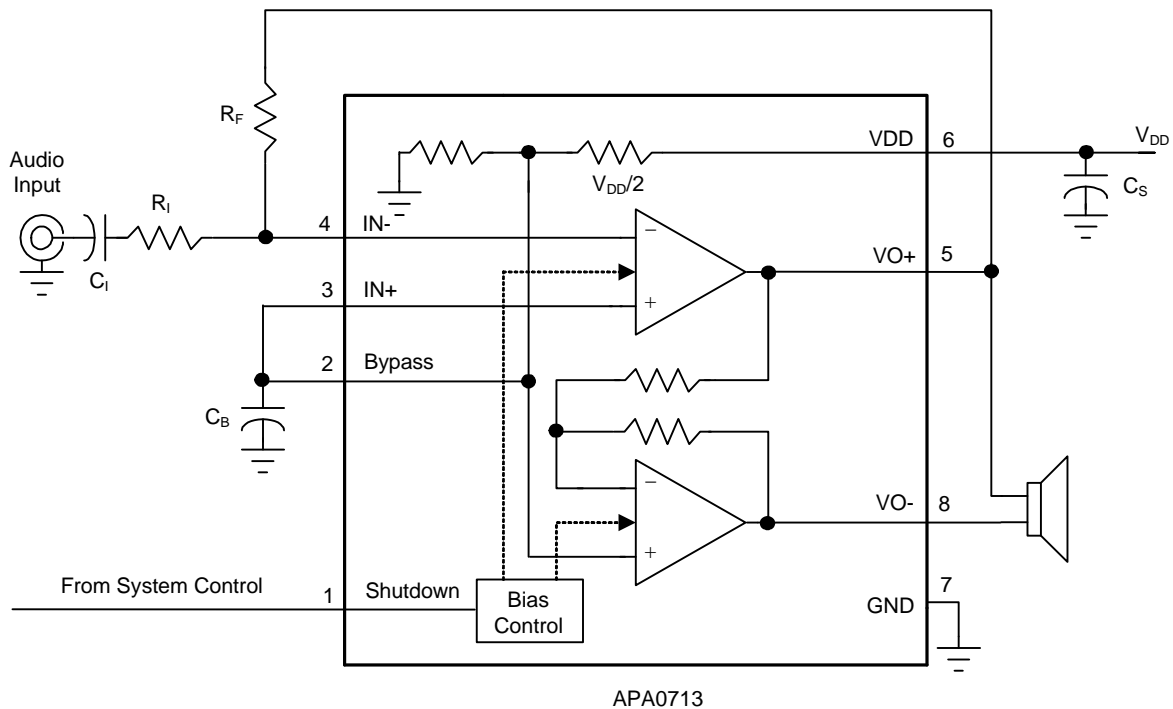 R_F
VDD
6
V_DD
Audio
Input
V_DD/2
C_S
R_I
4
IN-
−
VO+
5
C_I
3
IN+
+
2
Bypass
C_B
−
VO-
8
+
From System Control
1
Shutdown
Bias
Control
7
GND
APA0713